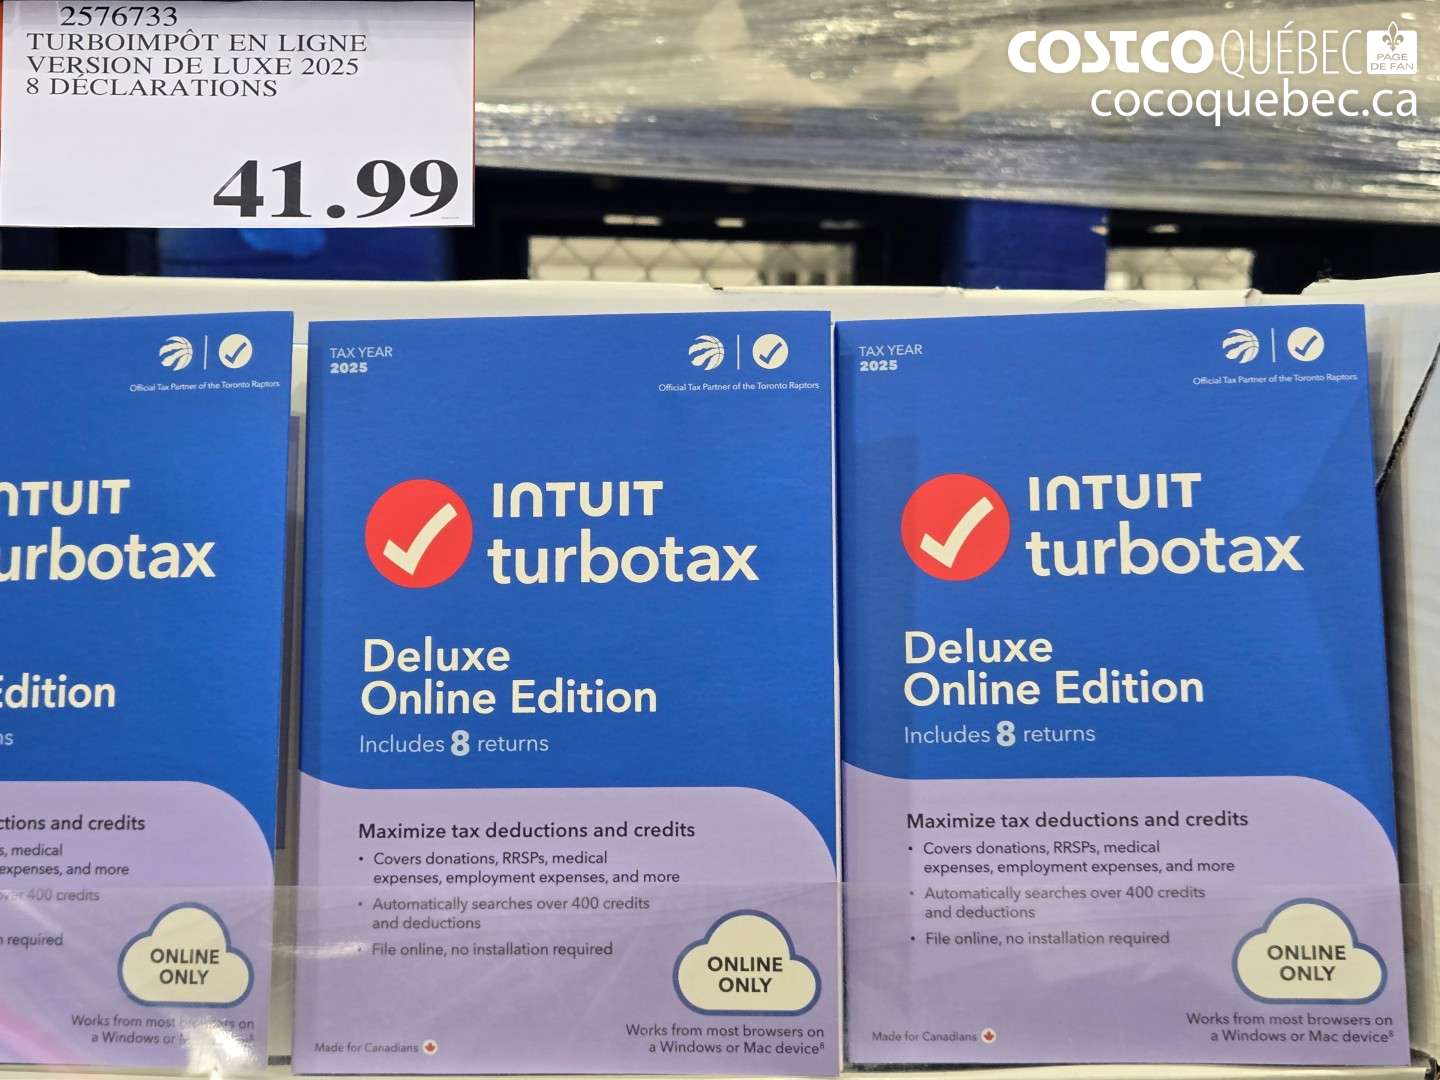 2576733
TURBOIMPÔT EN LIGNE
VERSION DE LUXE 2025
8 DÉCLARATIONS
41.99
COSTCO QUÉBEC
PAGE
DE FAN
cocoquebec.ca
Official Tax Partner of the Toronto Raptors
INTUIT
turbotax
Edition
ctions and credits
s, medical
expenses, and more
over 400 credits
required
ONLINE
ONLY
Works from most browsers on
a Windows or Mac device⁸
TAX YEAR
2025
Official Tax Partner of the Toronto Raptors
INTUIT
turbotax
Deluxe
Online Edition
Includes 8 returns
Maximize tax deductions and credits
• Covers donations, RRSPs, medical
expenses, employment expenses, and more
• Automatically searches over 400 credits
and deductions
• File online, no installation required
ONLINE
ONLY
Works from most browsers on
a Windows or Mac device⁸
Made for Canadians
TAX YEAR
2025
Official Tax Partner of the Toronto Raptors
INTUIT
turbotax
Deluxe
Online Edition
Includes 8 returns
Maximize tax deductions and credits
• Covers donations, RRSPs, medical
expenses, employment expenses, and more
• Automatically searches over 400 credits
and deductions
• File online, no installation required
ONLINE
ONLY
Works from most browsers on
a Windows or Mac device⁸
Made for Canadians